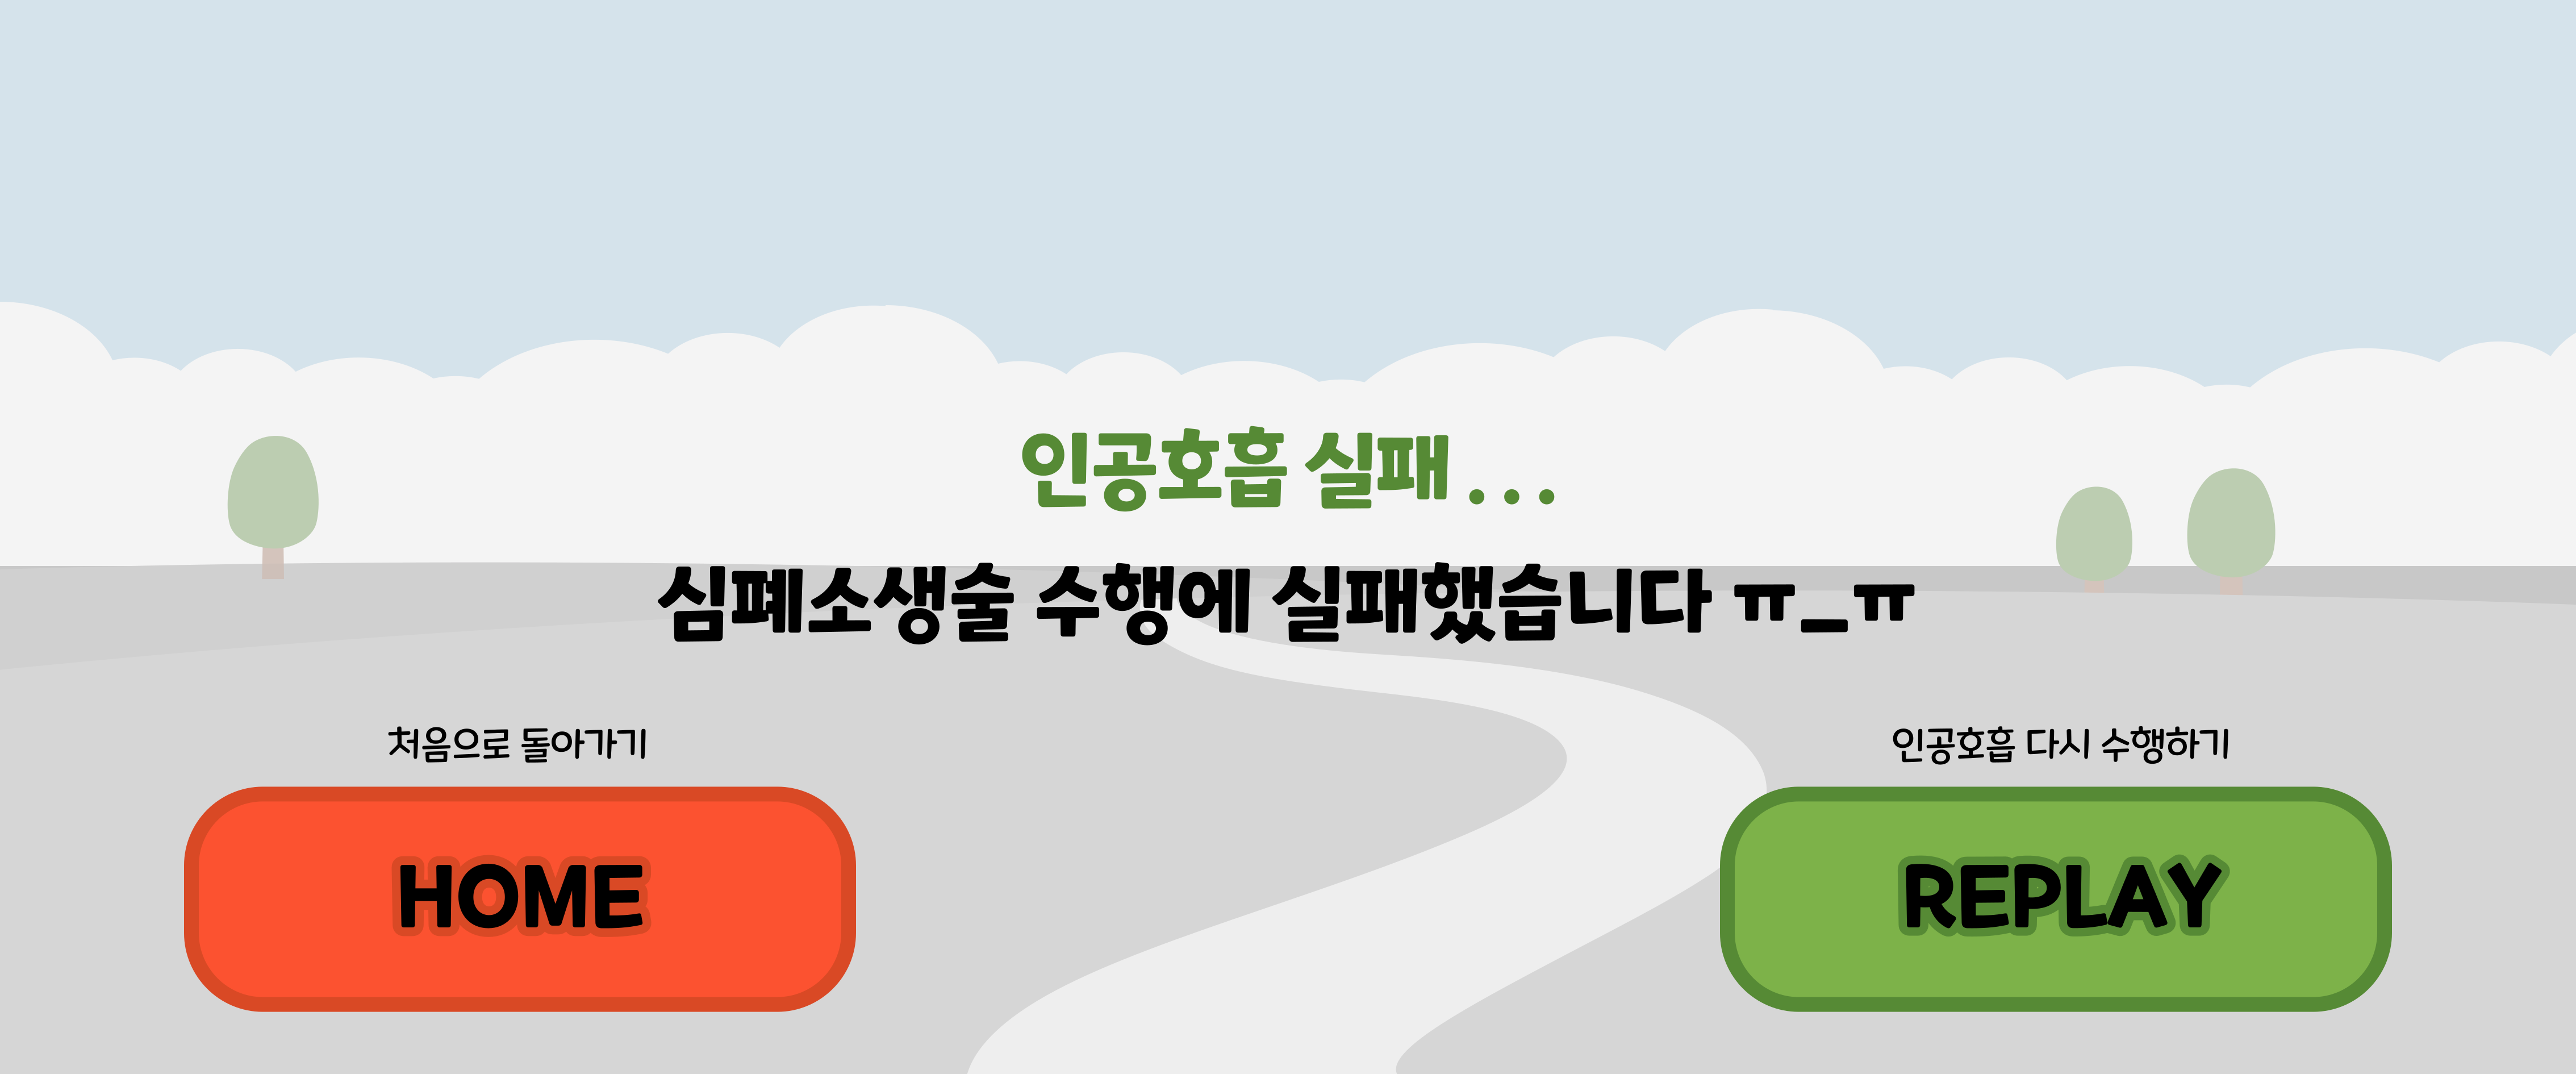 인공호흡 실패...
심폐소생술 수행에 실패했습니다 ㅠ_ㅠ
처음으로 돌아가기
인공호흡 다시 수행하기
HOME
REPLAY